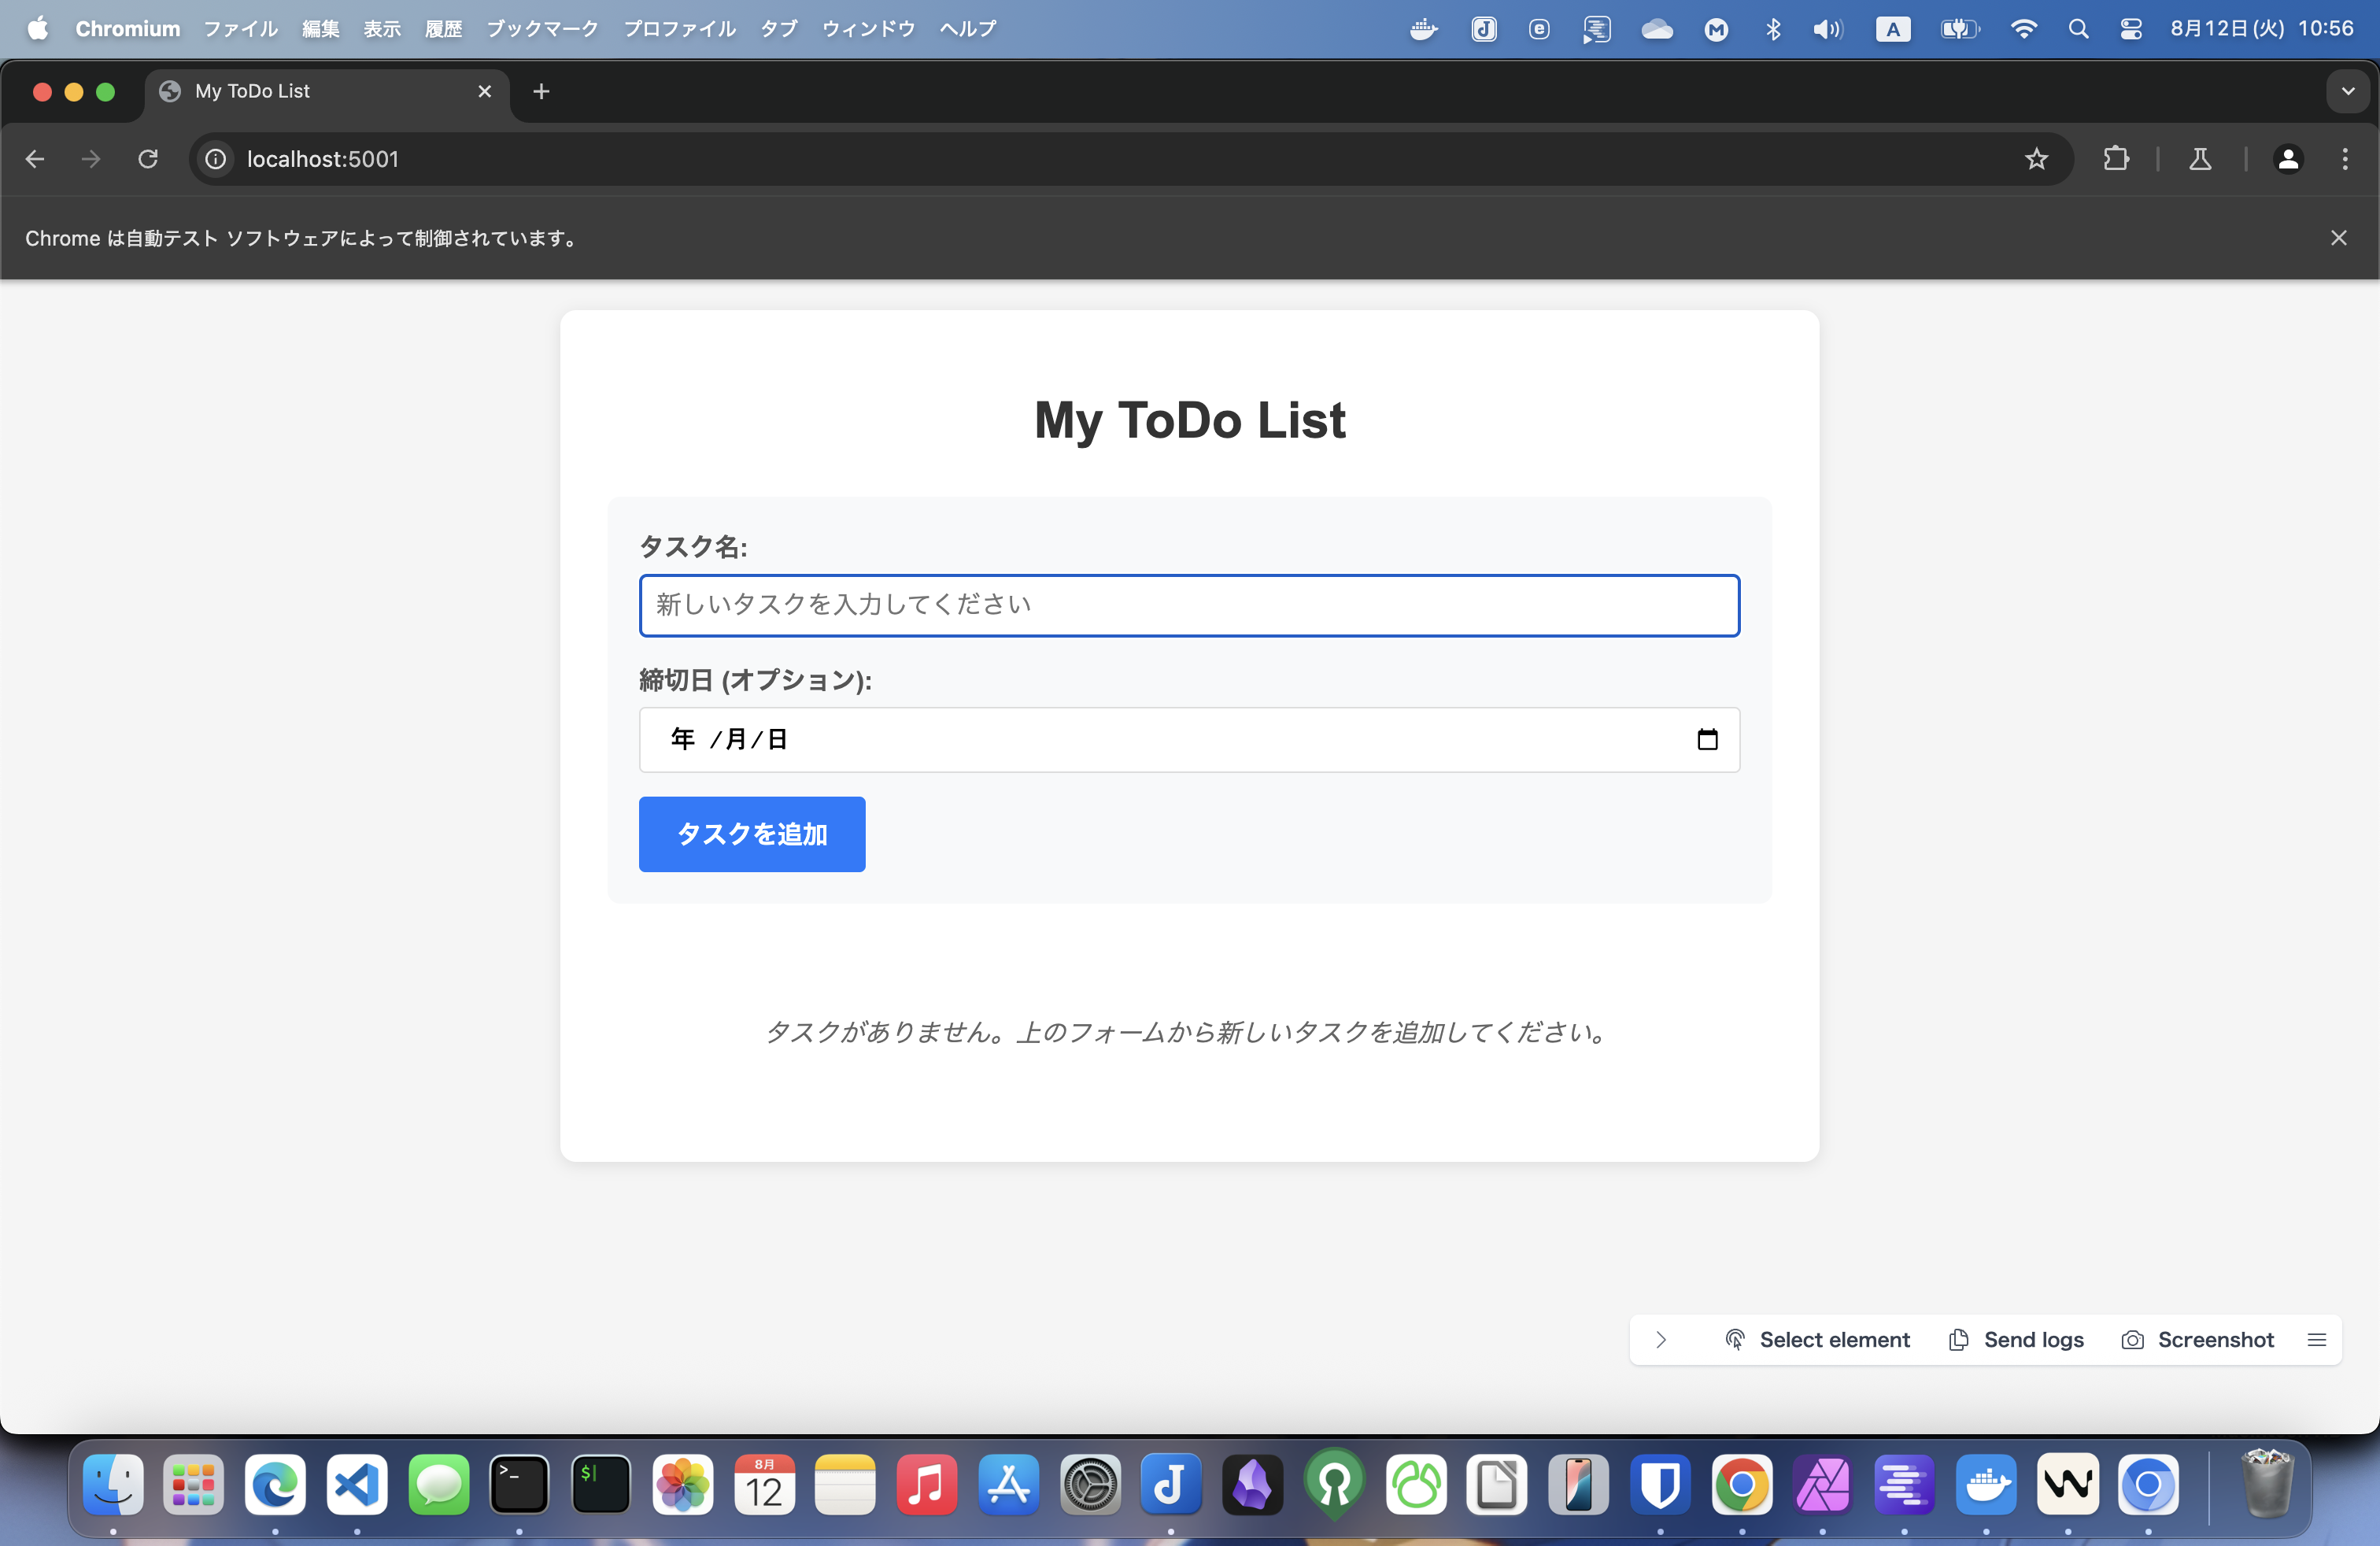 Chromium ファイル 編集 表示 履歴 ブックマーク プロファイル タブ ウィンドウ ヘルプ A 8月12日(火) 10:56
My ToDo List
localhost:5001
Chrome は自動テスト ソフトウェアによって制御されています。
My ToDo List
タスク名:
新しいタスクを入力してください
締切日 (オプション):
年 /月/日
タスクを追加
タスクがありません。上のフォームから新しいタスクを追加してください。
Select element Send logs Screenshot
8月
12